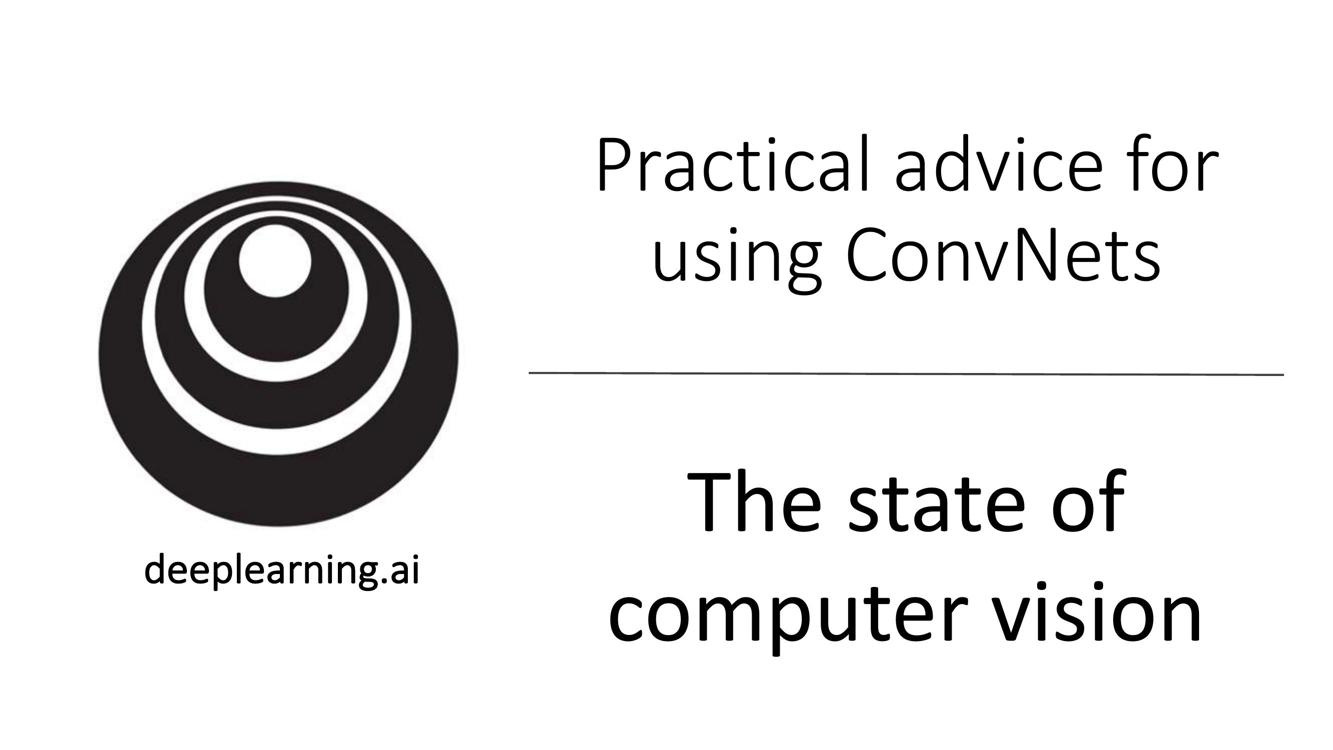 Practical advice for
using ConvNets
The state of
computer vision
deeplearning.ai